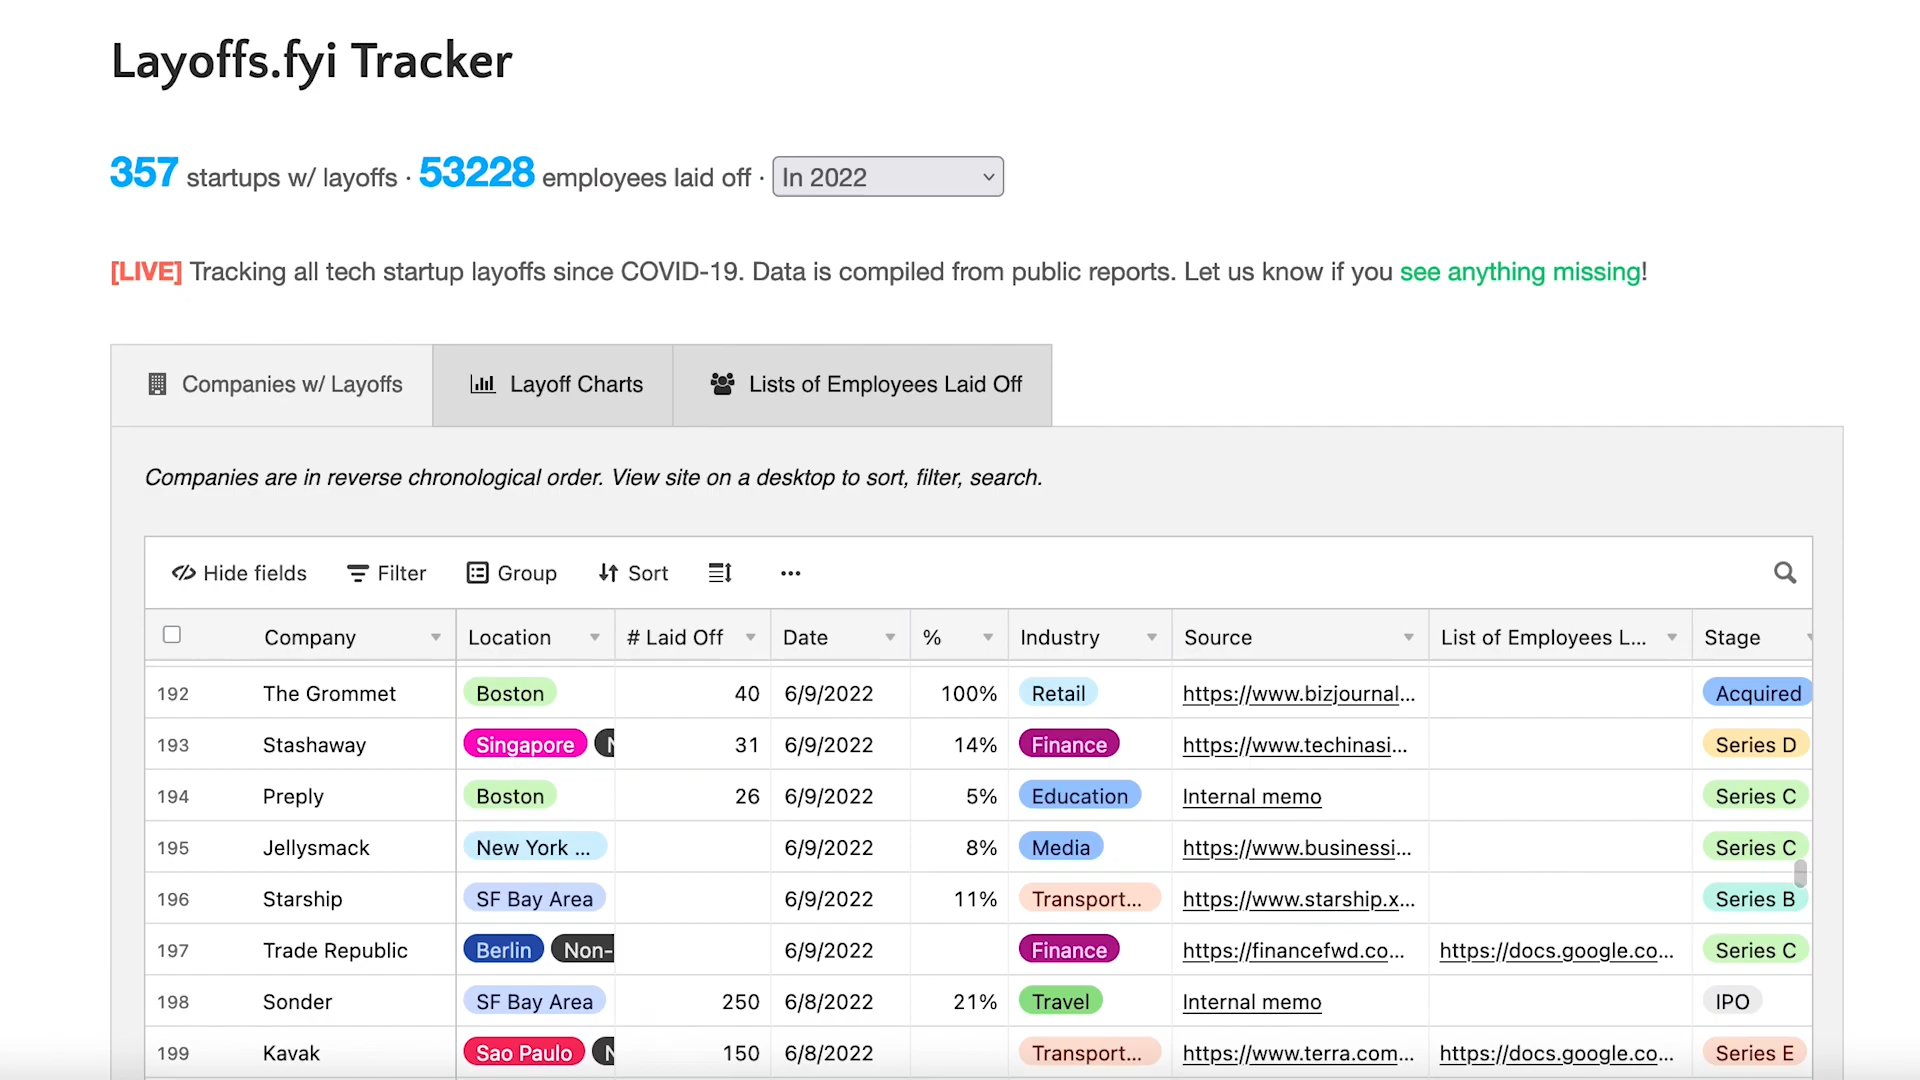 Layoffs.fyi Tracker
357 startups w/ layoffs · 53228 employees laid off · In 2022
[LIVE] Tracking all tech startup layoffs since COVID-19. Data is compiled from public reports. Let us know if you see anything missing!
Companies w/ Layoffs Layoff Charts Lists of Employees Laid Off
Companies are in reverse chronological order. View site on a desktop to sort, filter, search.
Hide fields Filter Group Sort ...
Company Location # Laid Off Date % Industry Source List of Employees L... Stage
192 The Grommet Boston 40 6/9/2022 100% Retail https://www.bizjournal... Acquired
193 Stashaway Singapore N 31 6/9/2022 14% Finance https://www.techinasi... Series D
194 Preply Boston 26 6/9/2022 5% Education Internal memo Series C
195 Jellysmack New York ... 6/9/2022 8% Media https://www.businessi... Series C
196 Starship SF Bay Area 6/9/2022 11% Transport... https://www.starship.x... Series B
197 Trade Republic Berlin Non- 6/9/2022 Finance https://financefwd.co... https://docs.google.co... Series C
198 Sonder SF Bay Area 250 6/8/2022 21% Travel Internal memo IPO
199 Kavak Sao Paulo N 150 6/8/2022 Transport... https://www.terra.com... https://docs.google.co... Series E